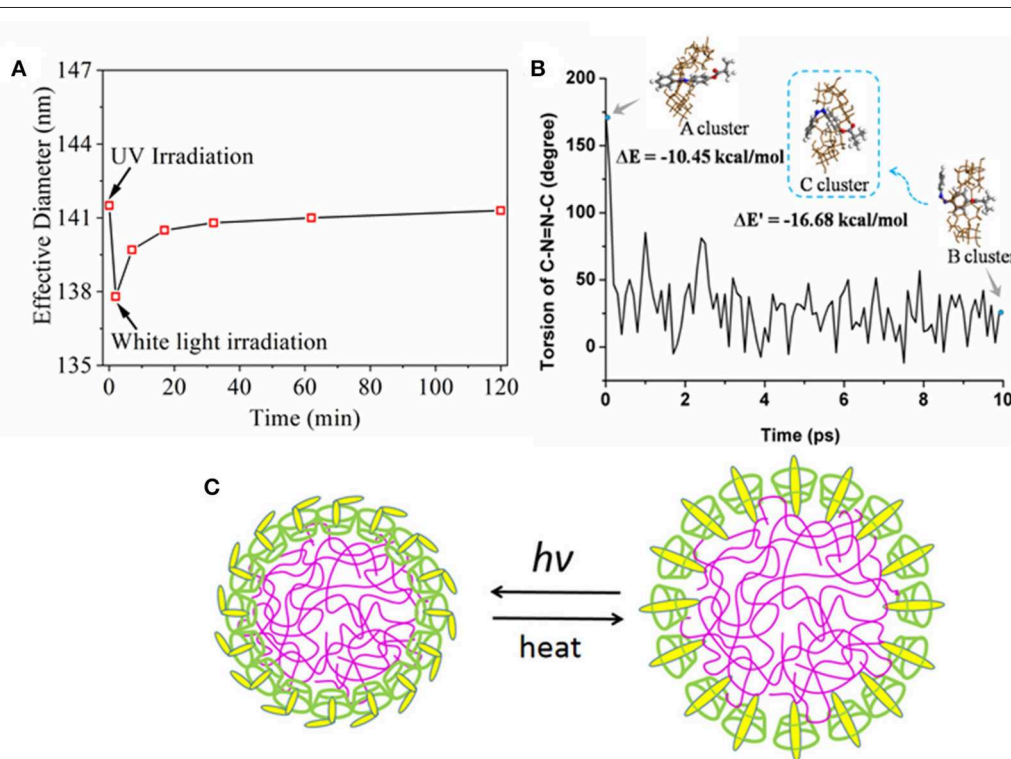 A
147
144
141
138
135
Effective Diameter (nm)
UV Irradiation
White light irradiation
0 20 40 60 80 100 120
Time (min)
B
200
150
100
50
0
Torsion of C-N=N-C (degree)
A cluster
ΔE = -10.45 kcal/mol
C cluster
ΔE' = -16.68 kcal/mol
B cluster
0 2 4 6 8 10
Time (ps)
C
hν
heat